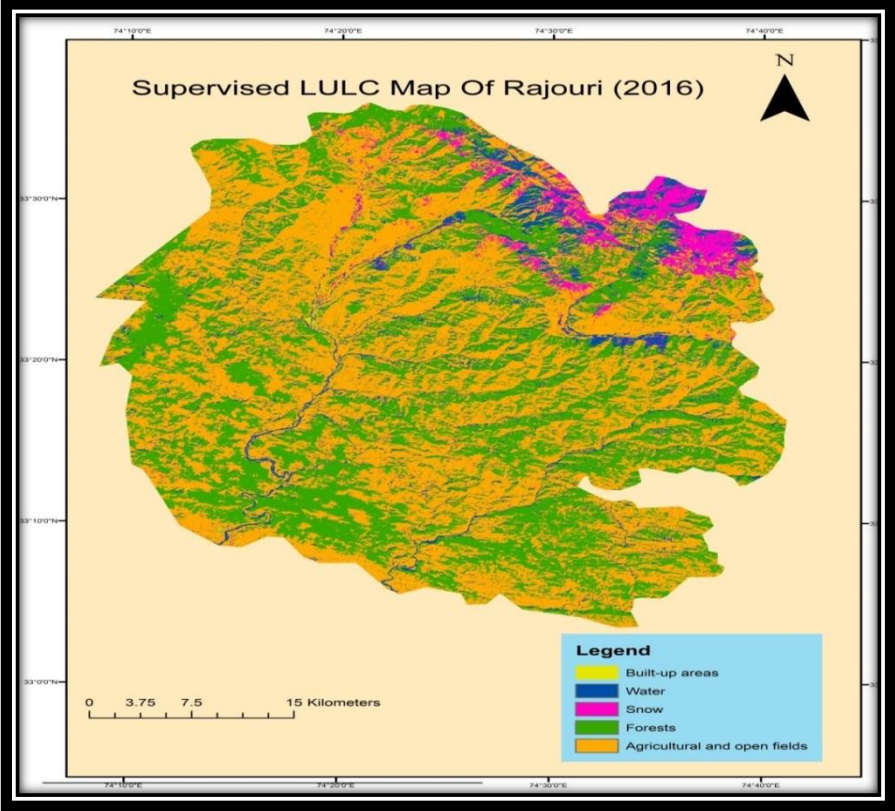 74°10'0"E 74°20'0"E 74°30'0"E 74°40'0"E
N
Supervised LULC Map Of Rajouri (2016)
33°30'0"N
33°20'0"N
33°10'0"N
33°0'0"N
Legend
Built-up areas
Water
Snow
Forests
Agricultural and open fields
0 3.75 7.5 15 Kilometers
74°10'0"E 74°20'0"E 74°30'0"E 74°40'0"E